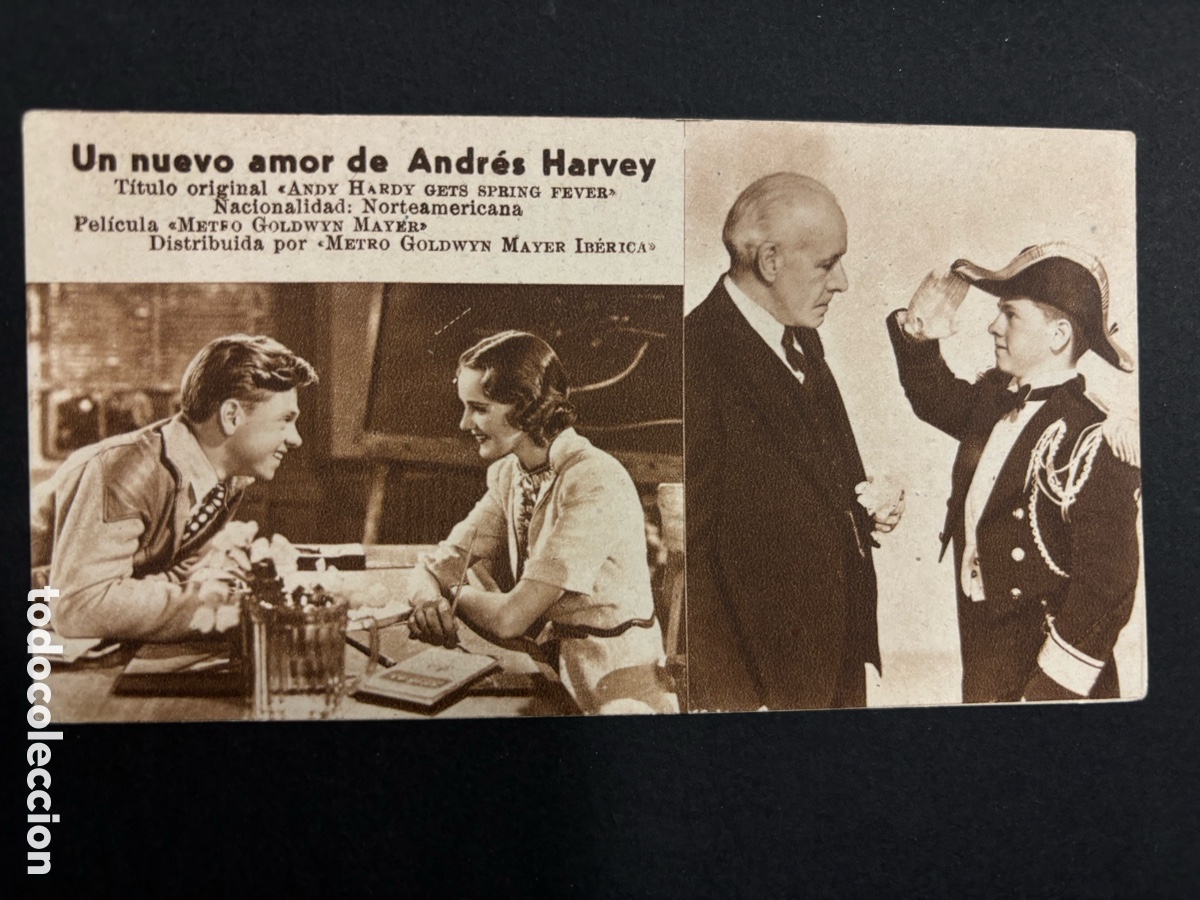 Un nuevo amor de Andrés Harvey
Título original «ANDY HARDY GETS SPRING FEVER»
Nacionalidad: Norteamericana
Película «METRO GOLDWYN MAYER»
Distribuida por «METRO GOLDWYN MAYER IBÉRICA»
todocoleccion